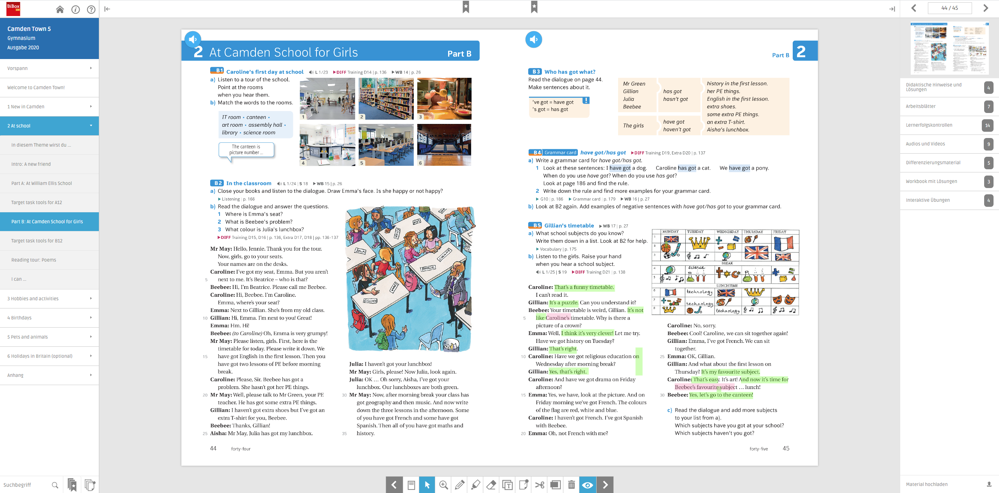 BiBox
2.0
44 / 45
Camden Town 5
Gymnasium
Ausgabe 2020
Vorspann
Welcome to Camden Town!
1 New in Camden
2 At school
In diesem Theme wirst du ...
Intro: A new friend
Part A: At William Ellis School
Target task tools for A12
Part B: At Camden School for Girls
Target task tools for B12
Reading tour: Poems
I can ...
3 Hobbies and activities
4 Birthdays
5 Pets and animals
6 Holidays in Britain (optional)
Anhang
Suchbegriff
2 At Camden School for Girls Part B
B1 Caroline's first day at school L 1/23 DIFF Training D14 | p. 136 WB 14 | p. 26
a) Listen to a tour of the school.
Point at the rooms
when you hear them.
b) Match the words to the rooms.
IT room • canteen •
art room • assembly hall •
library • science room
The canteen is
picture number ...
1
2
3
4
5
6
B2 In the classroom L 1/24 | S 18 WB 15 | p. 26
a) Close your books and listen to the dialogue. Draw Emma's face. Is she happy or not happy?
Listening | p. 166
b) Read the dialogue and answer the questions.
1 Where is Emma's seat?
2 What is Beebee's problem?
3 What colour is Julia's lunchbox?
DIFF Training D15, D16 | p. 136, Extra D17, D18 | pp. 136-137
Mr May: Hello, Jennie. Thank you for the tour.
Now, girls, go to your seats.
Your names are on the desks.
Caroline: I've got my seat, Emma. But you aren't
5 next to me. It's Beatrice – who is that?
Beebee: Hi, I'm Beatrice. Please call me Beebee.
Caroline: Hi, Beebee. I'm Caroline.
Emma, where's your seat?
Emma: Next to Gillian. She's from my old class.
10 Gillian: Hi, Emma. I'm next to you! Great!
Emma: Hm. Hi!
Beebee: (to Caroline) Oh, Emma is very grumpy!
Mr May: Please listen, girls. First, here is the
timetable for today. Please write it down. We
15 have got English in the first lesson. Then you
have got two lessons of PE before morning
break.
Caroline: Please, Sir. Beebee has got a
problem. She hasn't got her PE things.
20 Mr May: Well, please talk to Mr Green, your PE
teacher. He has got some extra PE things.
Gillian: I haven't got extra shoes but I've got an
extra T-shirt for you, Beebee.
Beebee: Thanks, Gillian!
25 Aisha: Mr May, Julia has got my lunchbox.
KIM
AISHA
JULIA
CAROLINE
BEATRICE
EMMA
GILLIAN
Julia: I haven't got your lunchbox!
Mr May: Girls, please! Now Julia, look again.
Julia: OK ... Oh sorry, Aisha, I've got your
lunchbox. Our lunchboxes are both green.
30 Mr May: Now, after morning break your class has
got geography and then music. And now write
down the three lessons in the afternoon. Some
of you have got French and some have got
Spanish. Then all of you have got maths and
35 history.
44 forty-four
Part B 2
B3 Who has got what?
Read the dialogue on page 44.
Make sentences about it.
've got = have got
's got = has got
!
Mr Green
Gillian
Julia
Beebee
has got
hasn't got
The girls
have got
haven't got
history in the first lesson.
her PE things.
English in the first lesson.
extra shoes.
some extra PE things.
an extra T-shirt.
Aisha's lunchbox.
B4 Grammar card have got/has got DIFF Training D19, Extra D20 | p. 137
a) Write a grammar card for have got/has got.
1 Look at these sentences: I have got a dog. Caroline has got a cat. We have got a pony.
When do you use have got? When do you use has got?
Look at page 186 and find the rule.
2 Write down the rule and find more examples for your grammar card.
G10 | p. 186 Grammar card | p. 179 WB 16 | p. 27
b) Look at B2 again. Add examples of negative sentences with have got/has got to your grammar card.
B5 Gillian's timetable WB 17 | p. 27
a) What school subjects do you know?
Write them down in a list. Look at B2 for help.
Vocabulary | p. 175
b) Listen to the girls. Raise your hand
when you hear a school subject.
L 1/25 | S 19 DIFF Training D21 | p. 138
MONDAY TUESDAY WEDNESDAY THURSDAY FRIDAY
1
2
3
BREAK
4 science
5
LUNCHTIME
6 technology
7 technology
8 technology
Caroline: That's a funny timetable.
I can't read it.
Gillian: It's a puzzle. Can you understand it?
Beebee: Your timetable is weird, Gillian. It's not
5 like Caroline's timetable. Why is there a
picture of a crown?
Emma: Well, I think it's very clever! Let me try.
Have we got history on Tuesday?
Gillian: That's right.
10 Caroline: Have we got religious education on
Wednesday after morning break?
Gillian: Yes, that's right.
Caroline: And have we got drama on Friday
afternoon?
15 Emma: Yes, we have, look at the picture. And on
Friday morning we've got French. The colours
of the flag are red, white and blue.
Caroline: I haven't got French. I've got Spanish
with Beebee.
20 Emma: Oh, not French with me?
Caroline: No, sorry.
Beebee: Cool! Caroline, we can sit together again!
Gillian: Emma, I've got French. We can sit
together.
25 Emma: OK, Gillian.
Gillian: And what about the first lesson on
Thursday? It's my favourite subject.
Caroline: That's easy. It's art! And now it's time for
Beebee's favourite subject ... lunch!
30 Beebee: Yes, let's go to the canteen!
c) Read the dialogue and add more subjects
to your list from a).
Which subjects have you got at your school?
Which subjects haven't you got?
forty-five 45
Didaktische Hinweise und
Lösungen
4
Arbeitsblätter 7
Lernerfolgskontrollen 14
Audios und Videos 9
Differenzierungsmaterial 5
Workbook mit Lösungen 3
Interaktive Übungen 4
Material hochladen